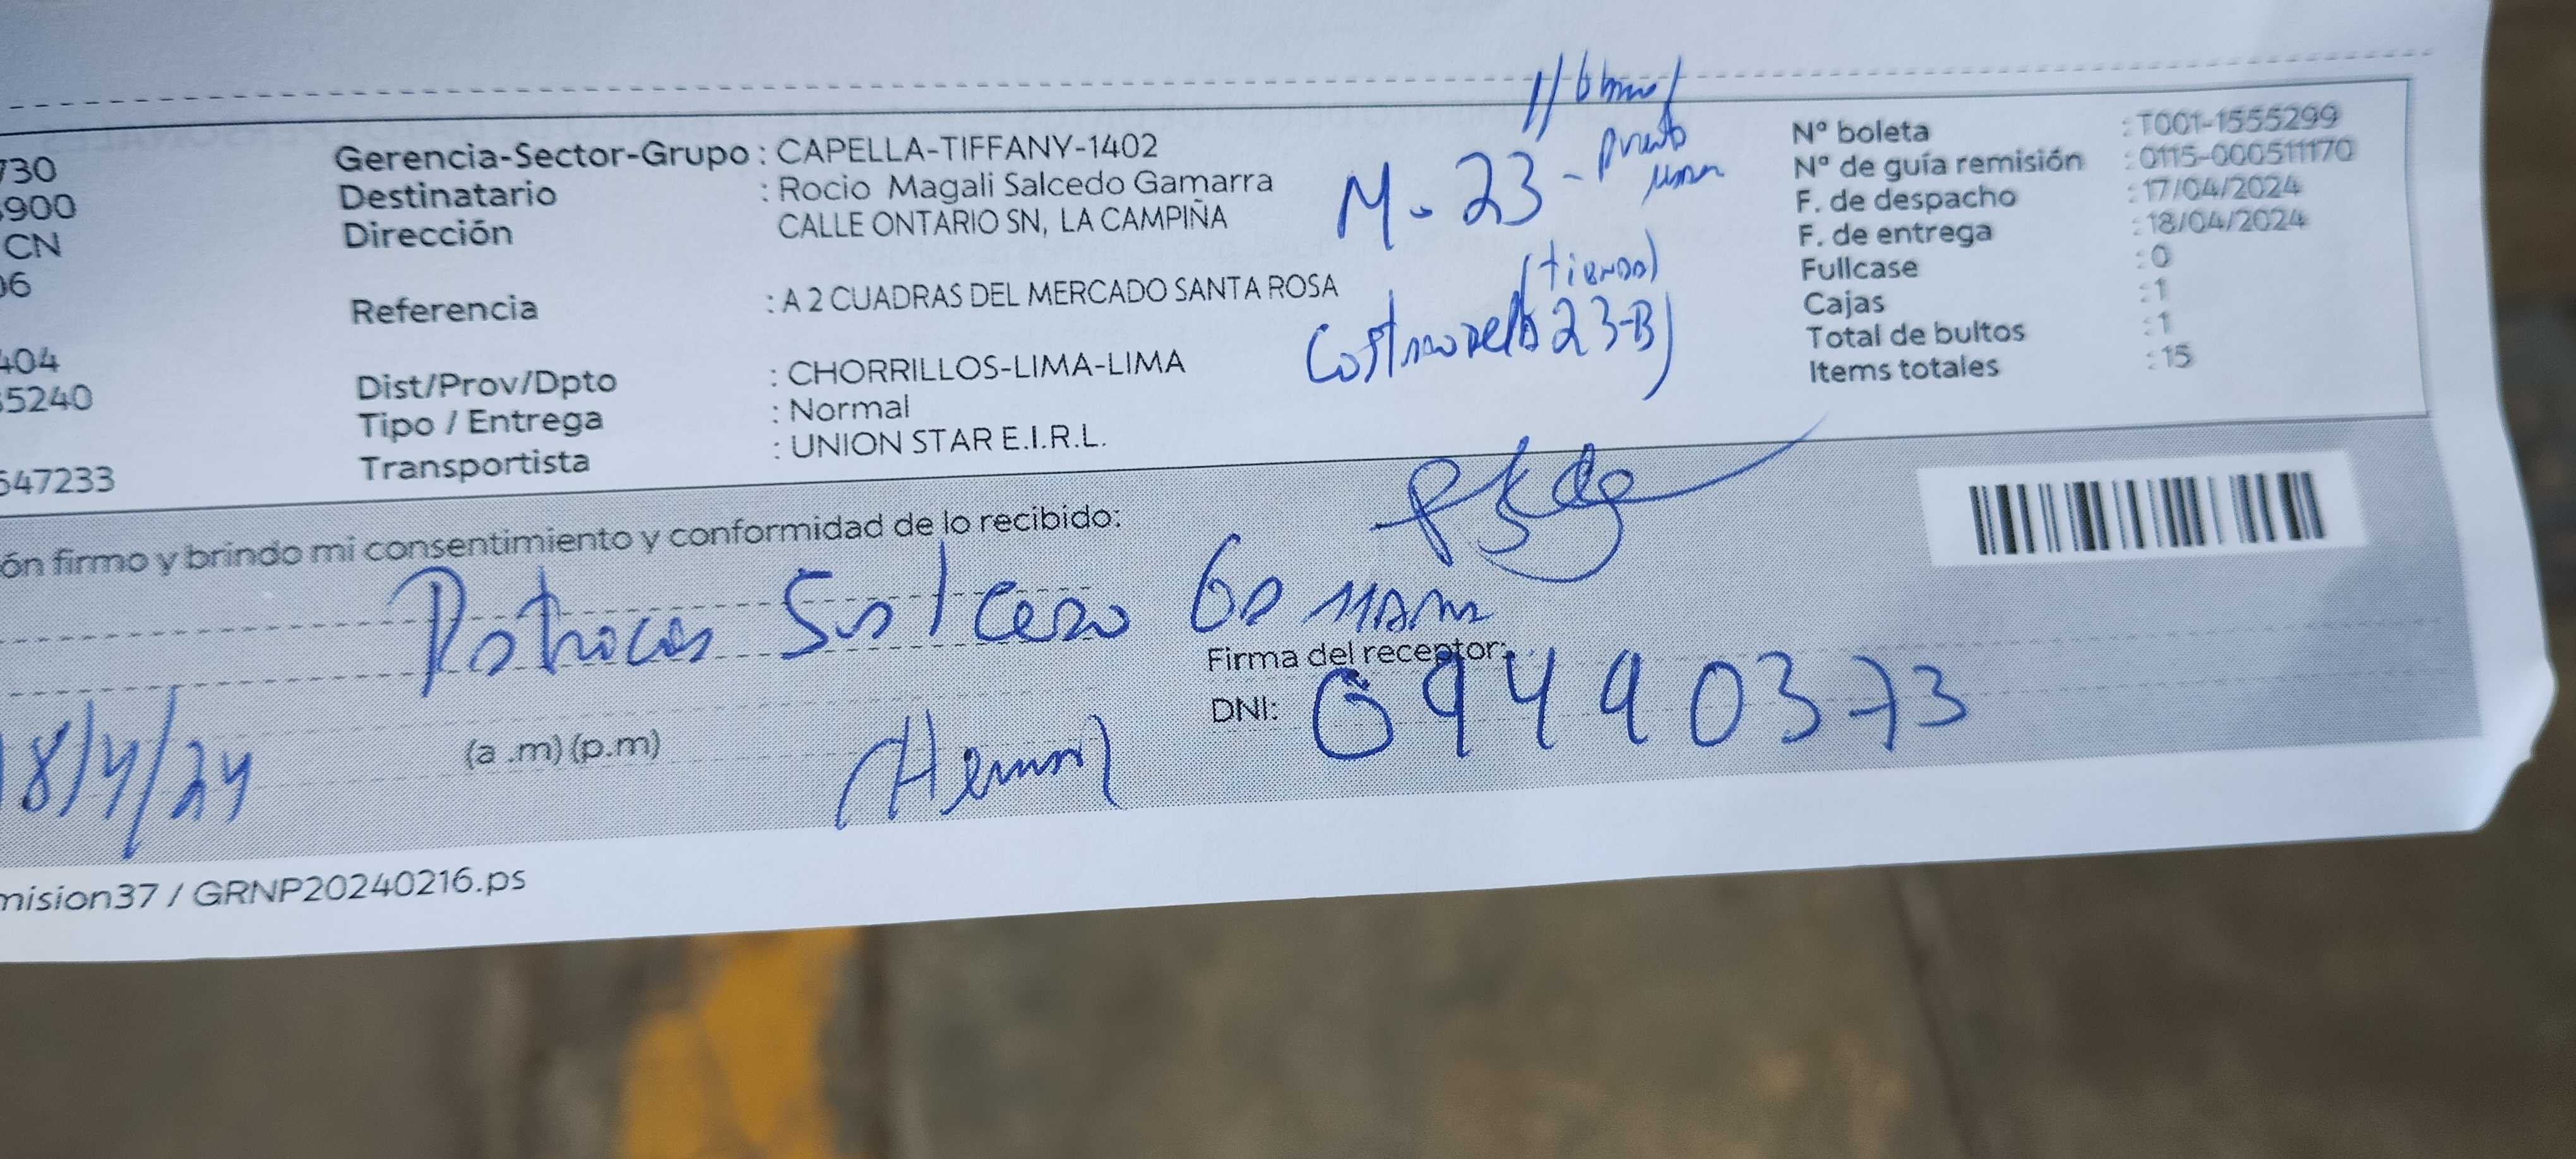 730
Gerencia-Sector-Grupo : CAPELLA-TIFFANY-1402
900
Destinatario : Rocio Magali Salcedo Gamarra
CN
Dirección CALLE ONTARIO SN, LA CAMPIÑA
06
Referencia : A 2 CUADRAS DEL MERCADO SANTA ROSA
404
Dist/Prov/Dpto : CHORRILLOS-LIMA-LIMA
5240
Tipo / Entrega : Normal
Transportista : UNION STAR E.I.R.L.
547233
M. 23 -
(tienda)
23-B)
N° boleta : T001-1555299
N° de guía remisión : 0115-000511170
F. de despacho : 17/04/2024
F. de entrega : 18/04/2024
Fullcase : 0
Cajas : 1
Total de bultos : 1
Items totales : 15
ón firmo y brindo mi consentimiento y conformidad de lo recibido:
Salcedo Gamarra
Firma del receptor:
DNI: 09490373
18/4/24
(a .m) (p.m)
mision37 / GRNP20240216.ps